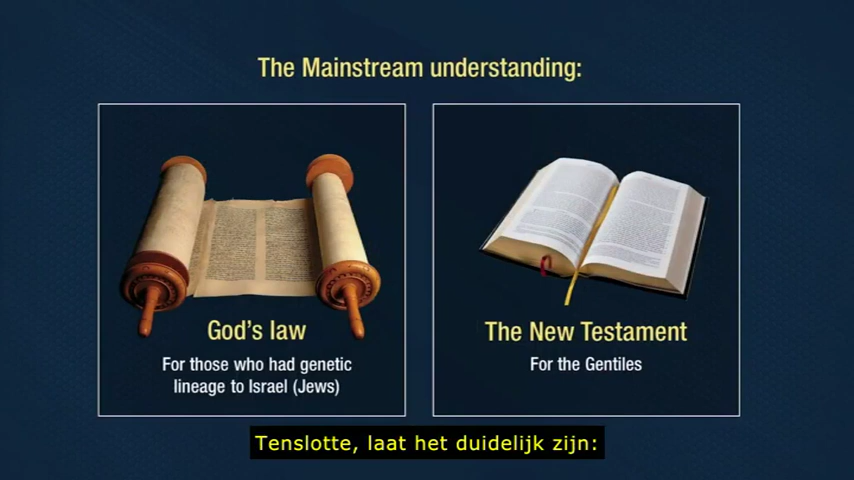 The Mainstream understanding:
God's law
For those who had genetic
lineage to Israel (Jews)
The New Testament
For the Gentiles
Tenslotte, laat het duidelijk zijn: